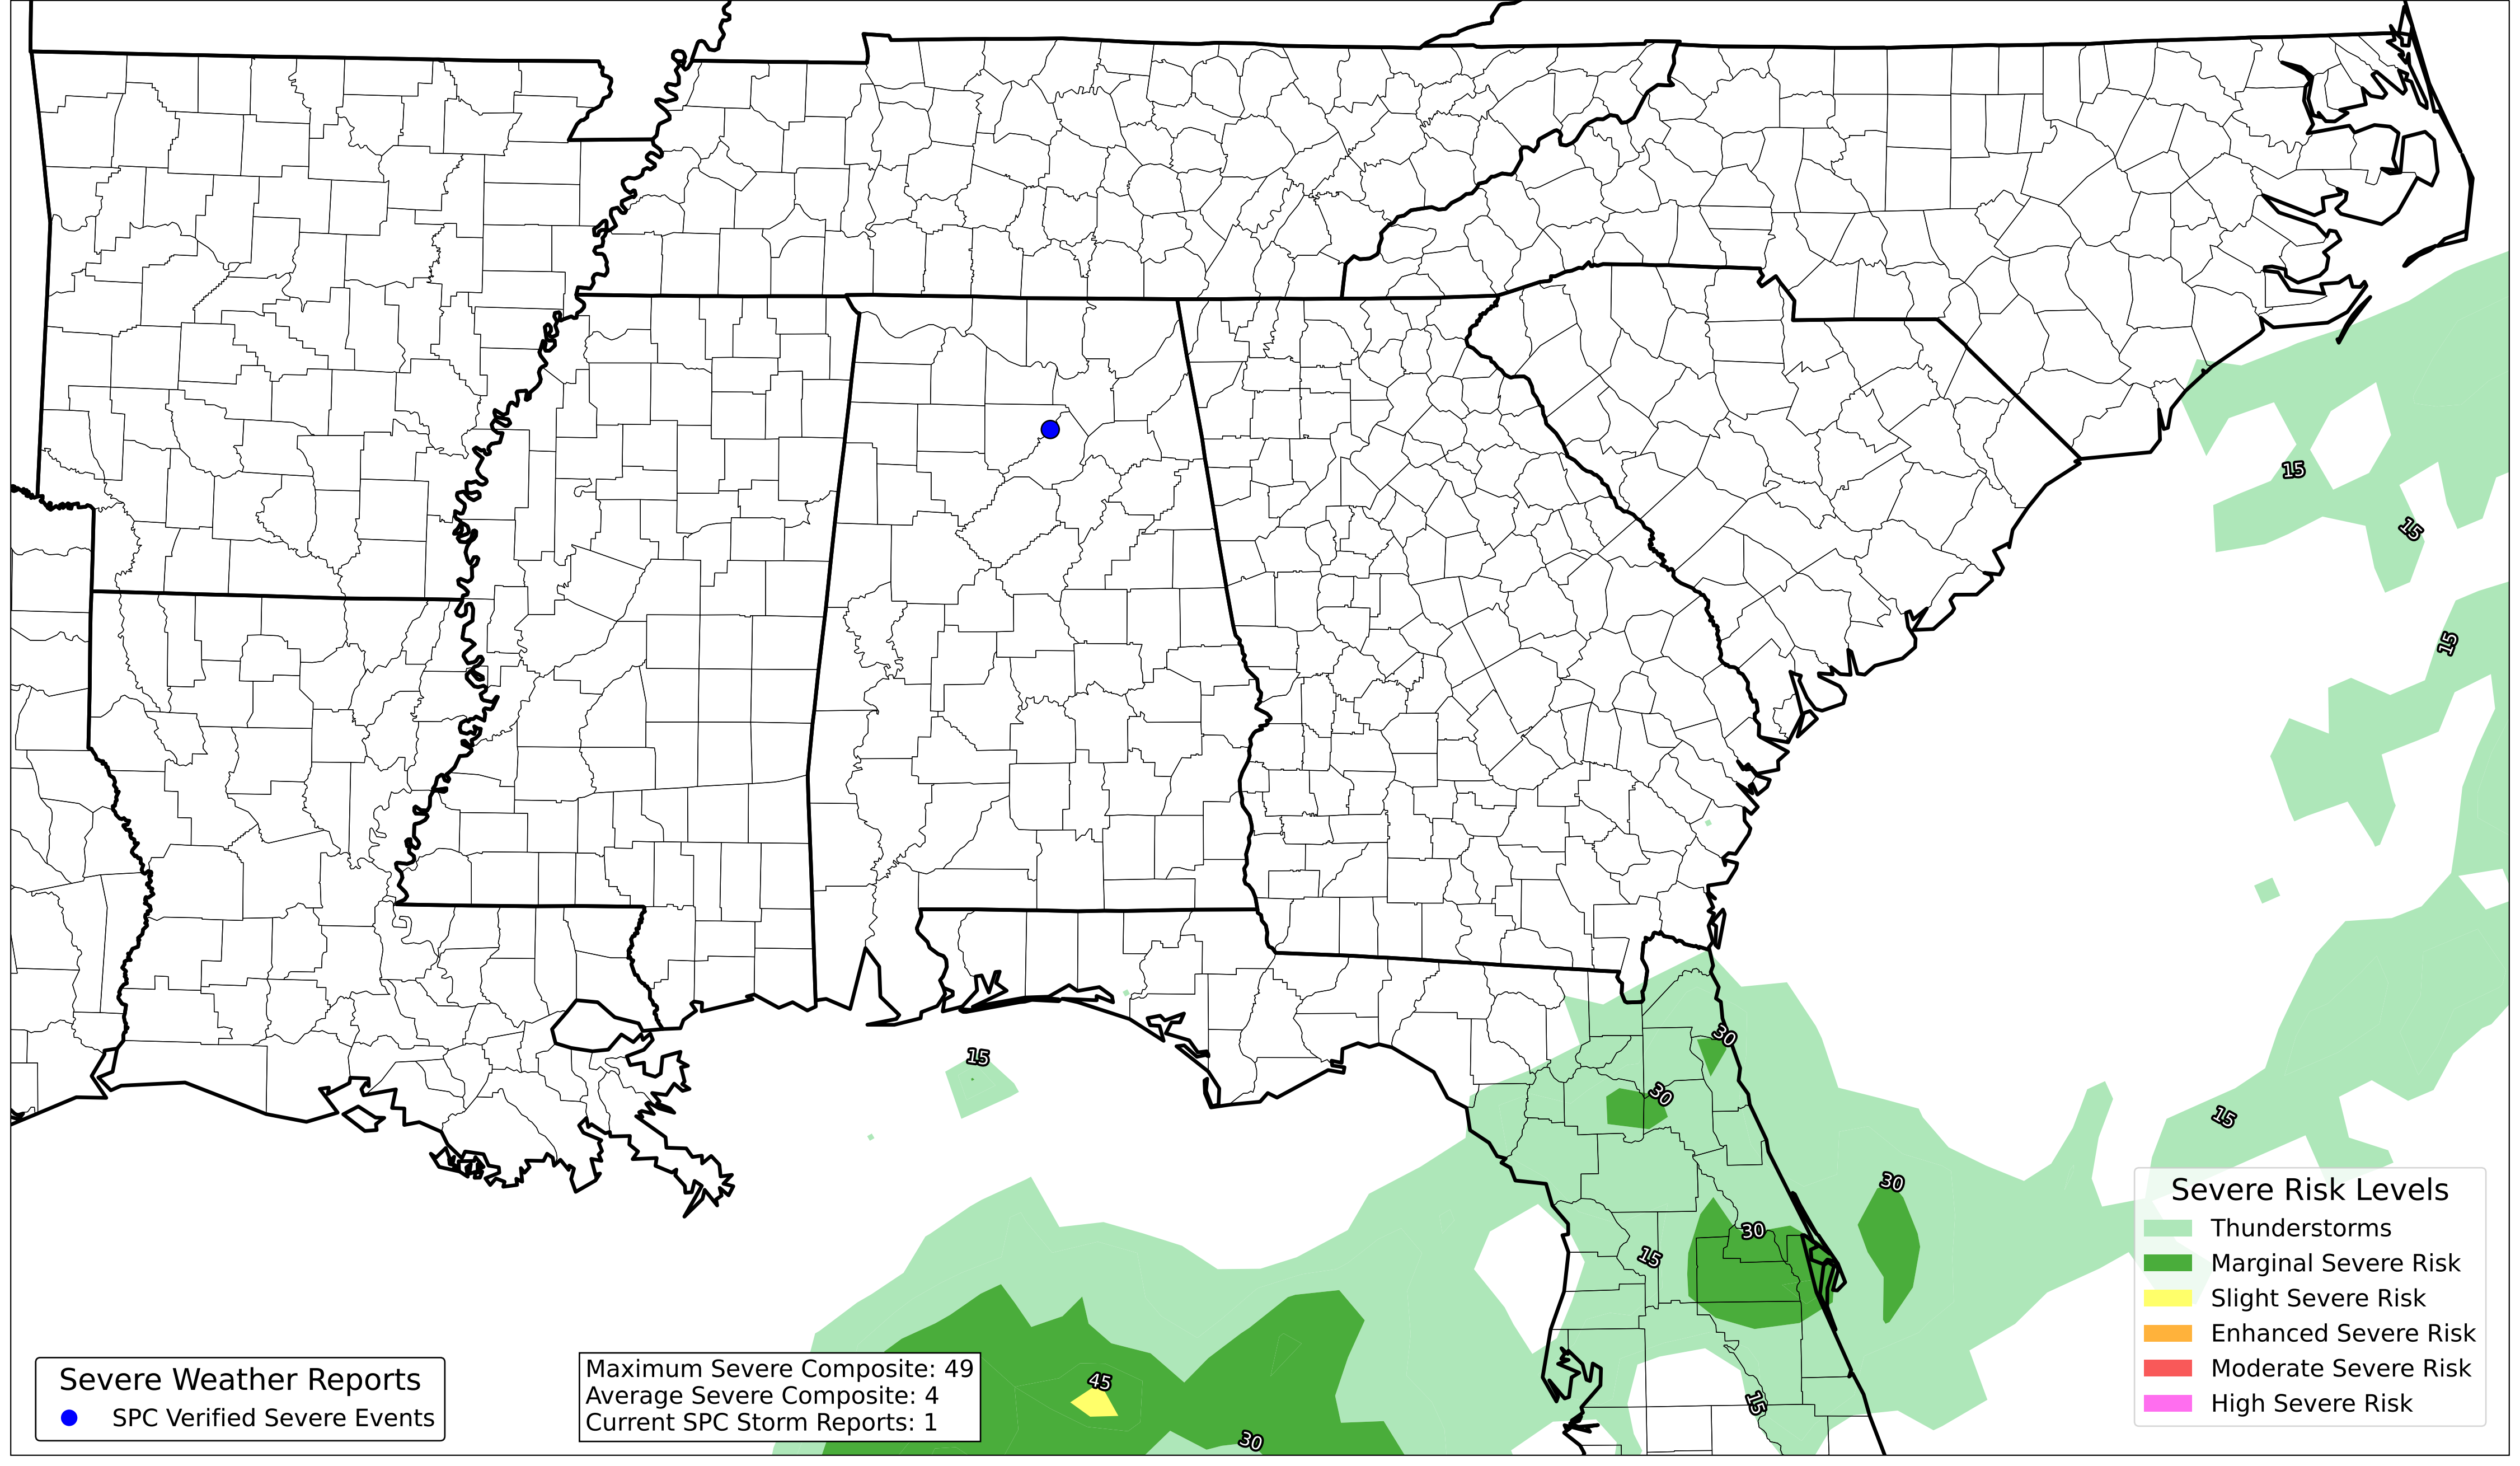 15
15
15
15
30
30
30
30
15
15
15
45
30
Severe Risk Levels
Thunderstorms
Marginal Severe Risk
Slight Severe Risk
Enhanced Severe Risk
Moderate Severe Risk
High Severe Risk
Severe Weather Reports
SPC Verified Severe Events
Maximum Severe Composite: 49
Average Severe Composite: 4
Current SPC Storm Reports: 1